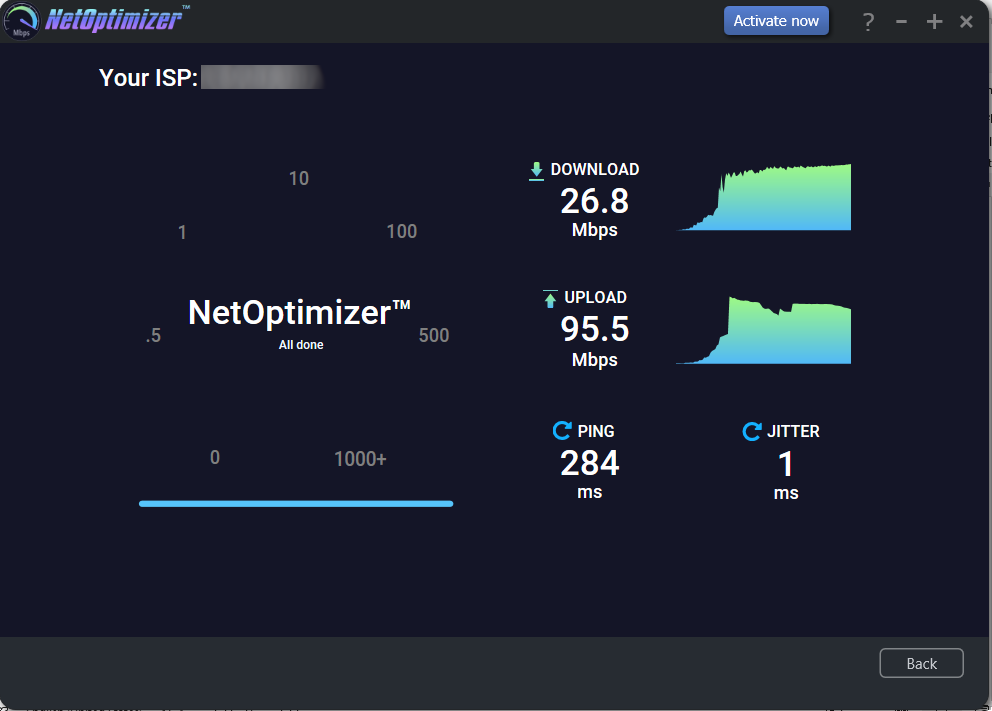 Mbps
NetOptimizer™
Activate now
?
Your ISP:
10
1
100
.5
500
0
1000+
NetOptimizer™
All done
DOWNLOAD
26.8
Mbps
UPLOAD
95.5
Mbps
PING
284
ms
JITTER
1
ms
Back